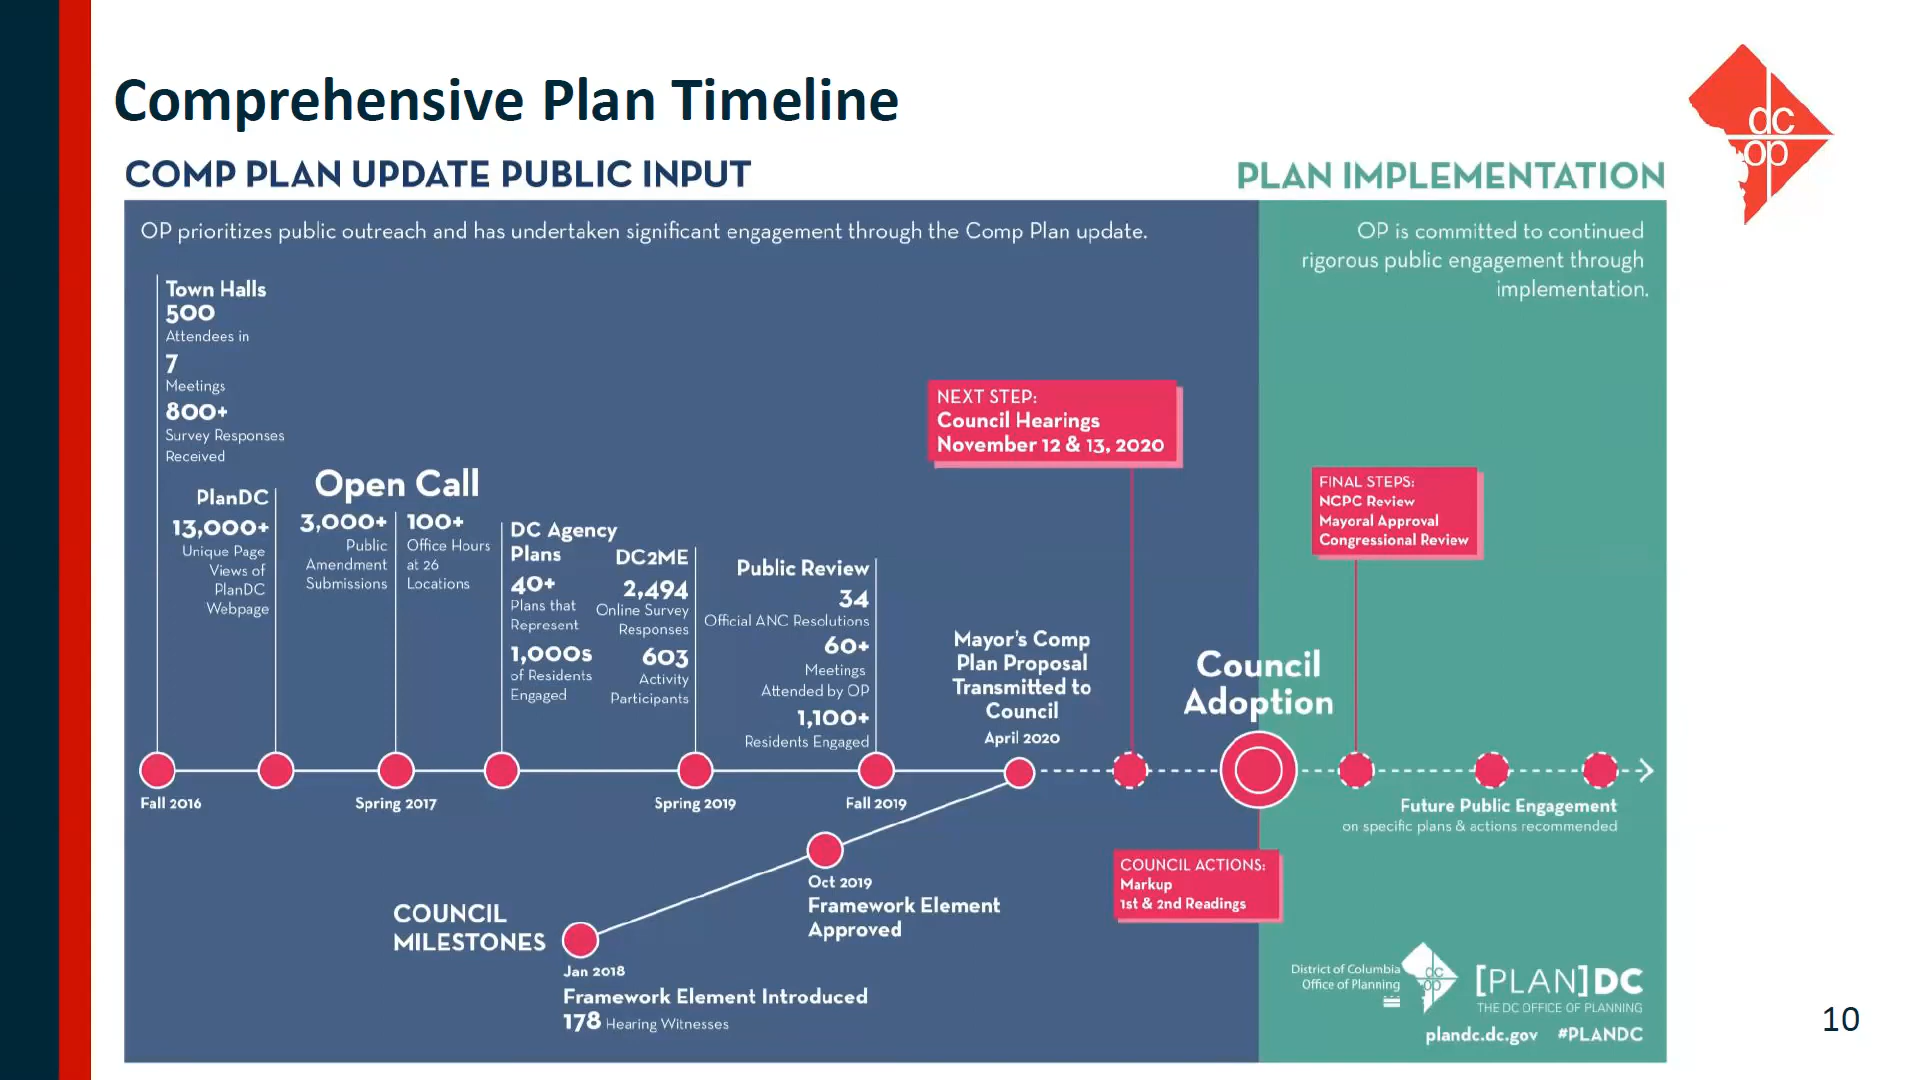 Comprehensive Plan Timeline
dc
op
COMP PLAN UPDATE PUBLIC INPUT
PLAN IMPLEMENTATION
OP prioritizes public outreach and has undertaken significant engagement through the Comp Plan update.
OP is committed to continued
rigorous public engagement through
implementation.
Town Halls
500
Attendees in
7
Meetings
800+
Survey Responses
Received
PlanDC
13,000+
Unique Page
Views of
PlanDC
Webpage
Open Call
3,000+
Public
Amendment
Submissions
100+
Office Hours
at 26
Locations
DC Agency
Plans
40+
Plans that
Represent
1,000s
of Residents
Engaged
DC2ME
2,494
Online Survey
Responses
603
Activity
Participants
Public Review
34
Official ANC Resolutions
60+
Meetings
Attended by OP
1,100+
Residents Engaged
Mayor's Comp
Plan Proposal
Transmitted to
Council
April 2020
NEXT STEP:
Council Hearings
November 12 & 13, 2020
Council
Adoption
FINAL STEPS:
NCPC Review
Mayoral Approval
Congressional Review
Fall 2016
Spring 2017
Spring 2019
Fall 2019
Future Public Engagement
on specific plans & actions recommended
COUNCIL ACTIONS:
Markup
1st & 2nd Readings
COUNCIL
MILESTONES
Oct 2019
Framework Element
Approved
Jan 2018
Framework Element Introduced
178 Hearing Witnesses
District of Columbia
Office of Planning
dc
op
[PLAN]DC
THE DC OFFICE OF PLANNING
plandc.dc.gov #PLANDC
10